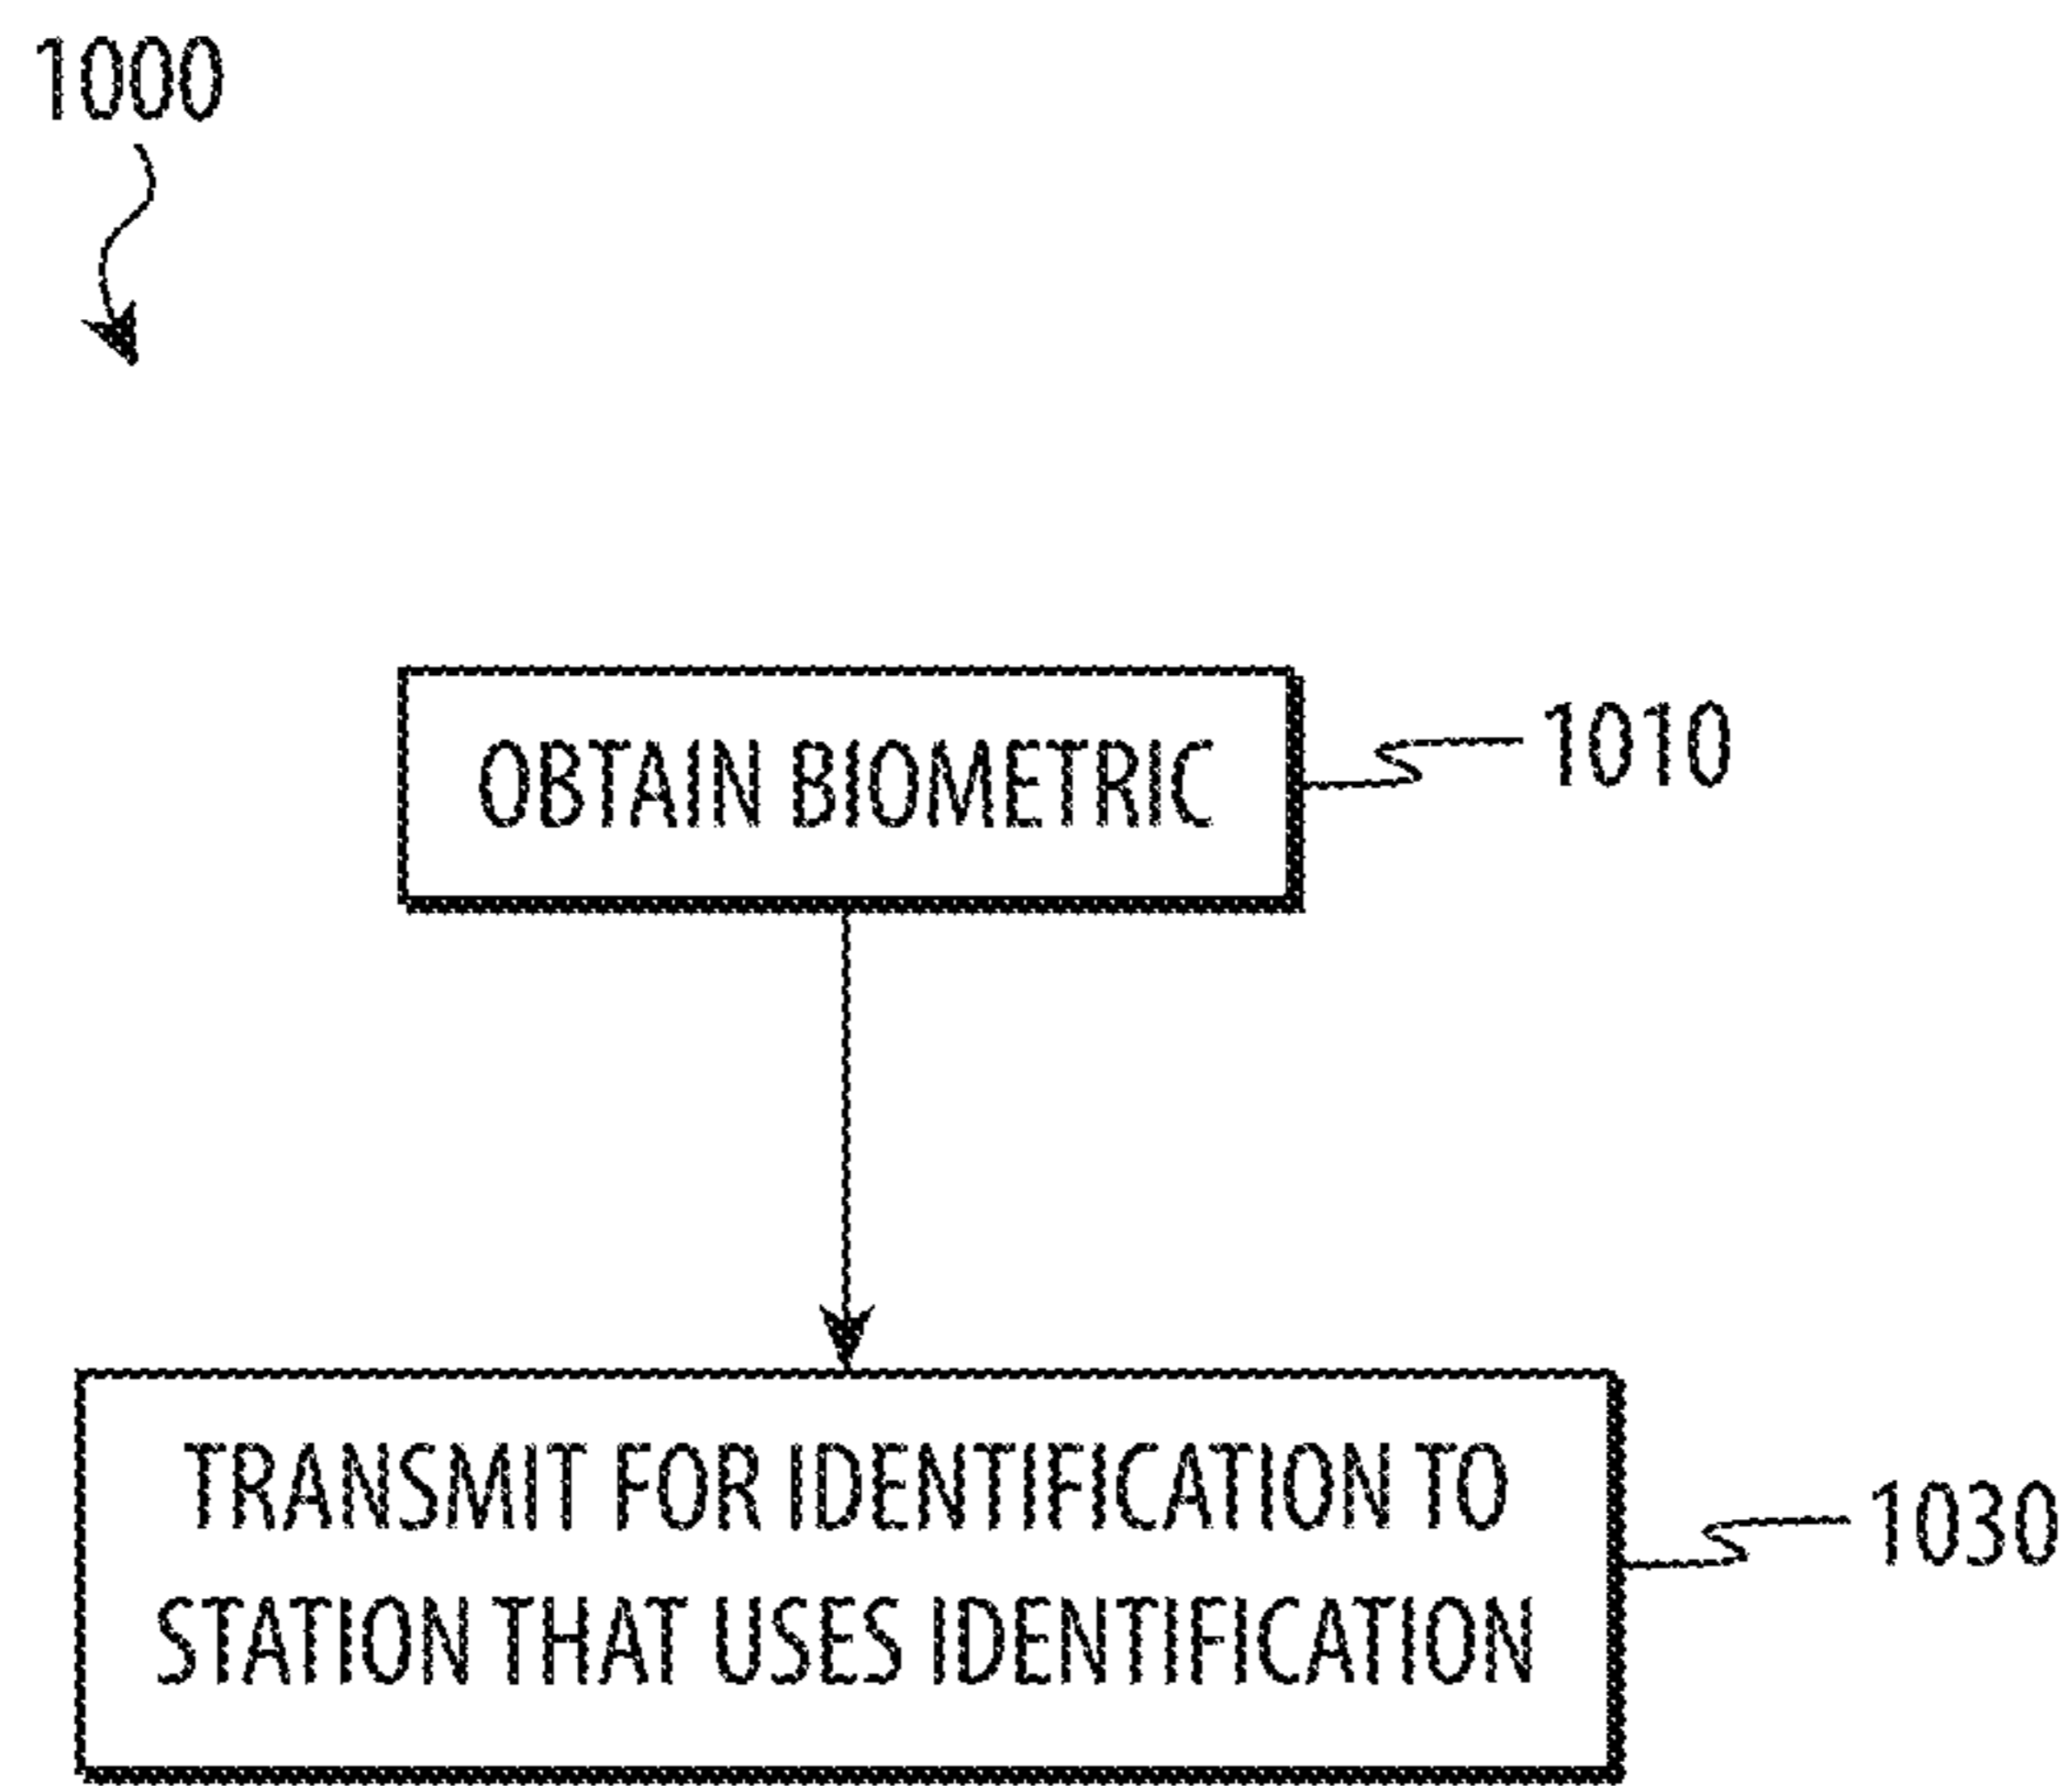 1000
OBTAIN BIOMETRIC
1010
TRANSMIT FOR IDENTIFICATION TO
STATION THAT USES IDENTIFICATION
1030